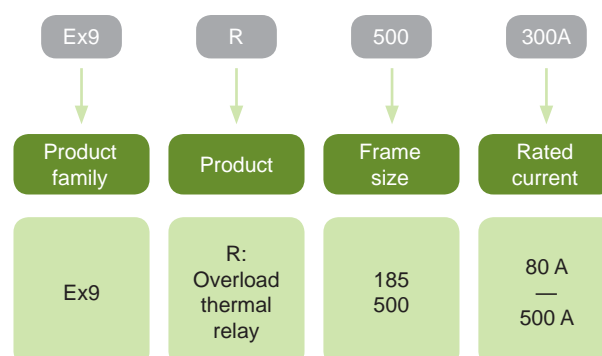 Ex9
R
500
300A
Product
family
Product
Frame
size
Rated
current
Ex9
R:
Overload
thermal
relay
185
500
80 A
—
500 A